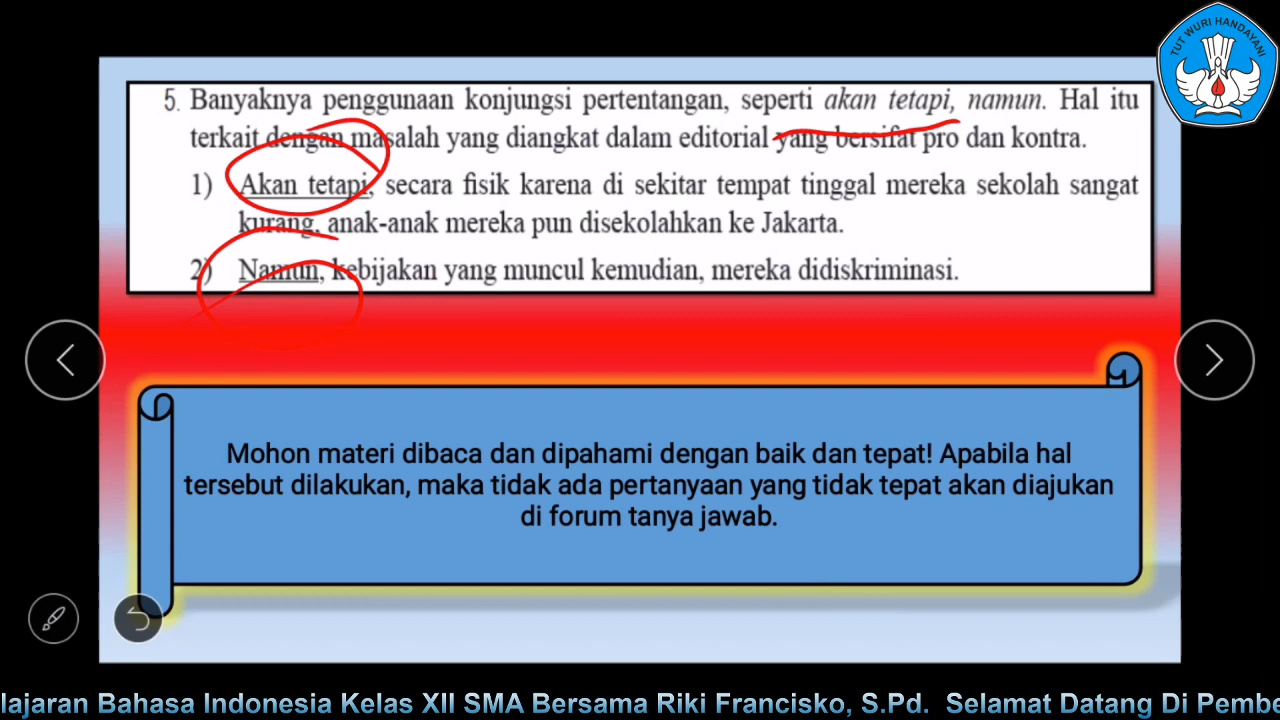 TUT WURI HANDAYANI
5. Banyaknya penggunaan konjungsi pertentangan, seperti akan tetapi, namun. Hal itu
terkait dengan masalah yang diangkat dalam editorial yang bersifat pro dan kontra.
1) Akan tetapi, secara fisik karena di sekitar tempat tinggal mereka sekolah sangat
kurang, anak-anak mereka pun disekolahkan ke Jakarta.
2) Namun, kebijakan yang muncul kemudian, mereka didiskriminasi.
Mohon materi dibaca dan dipahami dengan baik dan tepat! Apabila hal
tersebut dilakukan, maka tidak ada pertanyaan yang tidak tepat akan diajukan
di forum tanya jawab.
lajaran Bahasa Indonesia Kelas XII SMA Bersama Riki Francisko, S.Pd. Selamat Datang Di Pembe